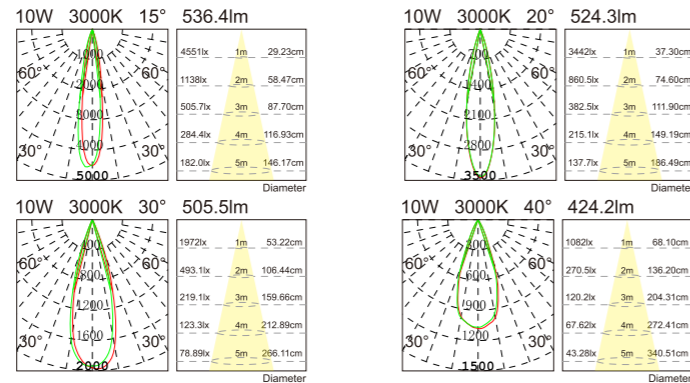 10W 3000K 15° 536.4lm
1000
2000
3000
4000
5000
60° 60°
30° 30°
4551lx 1m 29.23cm
1138lx 2m 58.47cm
505.7lx 3m 87.70cm
284.4lx 4m 116.93cm
182.0lx 5m 146.17cm
Diameter
10W 3000K 20° 524.3lm
700
1400
2100
2800
3500
60° 60°
30° 30°
3442lx 1m 37.30cm
860.5lx 2m 74.60cm
382.5lx 3m 111.90cm
215.1lx 4m 149.19cm
137.7lx 5m 186.49cm
Diameter
10W 3000K 30° 505.5lm
400
800
1200
1600
2000
60° 60°
30° 30°
1972lx 1m 53.22cm
493.1lx 2m 106.44cm
219.1lx 3m 159.66cm
123.3lx 4m 212.89cm
78.89lx 5m 266.11cm
Diameter
10W 3000K 40° 424.2lm
300
600
900
1200
1500
60° 60°
30° 30°
1082lx 1m 68.10cm
270.5lx 2m 136.20cm
120.2lx 3m 204.31cm
67.62lx 4m 272.41cm
43.28lx 5m 340.51cm
Diameter